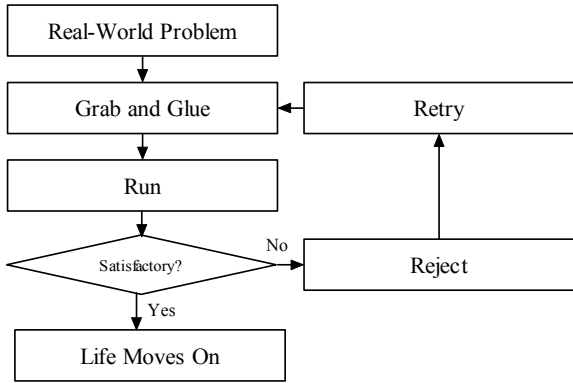 Real-World Problem
Grab and Glue
Retry
Run
Satisfactory?
No
Reject
Yes
Life Moves On